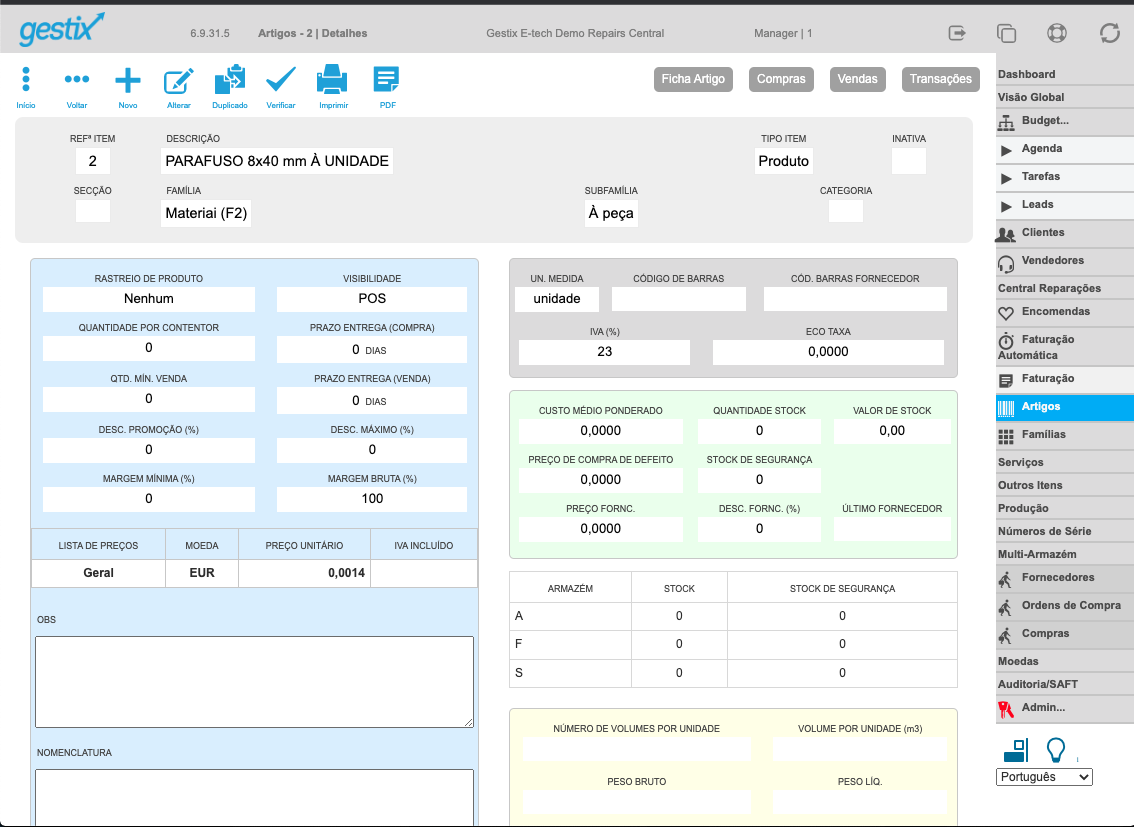 gestix
6.9.31.5 Artigos - 2 | Detalhes Gestix E-tech Demo Repairs Central Manager | 1
Início Voltar Novo Alterar Duplicado Verificar Imprimir PDF
Ficha Artigo Compras Vendas Transações
REFª ITEM DESCRIÇÃO TIPO ITEM INATIVA
2 PARAFUSO 8x40 mm À UNIDADE Produto
SECÇÃO FAMÍLIA SUBFAMÍLIA CATEGORIA
Materiai (F2) À peça
RASTREIO DE PRODUTO VISIBILIDADE
Nenhum POS
QUANTIDADE POR CONTENTOR PRAZO ENTREGA (COMPRA)
0 0 DIAS
QTD. MÍN. VENDA PRAZO ENTREGA (VENDA)
0 0 DIAS
DESC. PROMOÇÃO (%) DESC. MÁXIMO (%)
0 0
MARGEM MÍNIMA (%) MARGEM BRUTA (%)
0 100
LISTA DE PREÇOS MOEDA PREÇO UNITÁRIO IVA INCLUÍDO
Geral EUR 0,0014
OBS
NOMENCLATURA
UN. MEDIDA CÓDIGO DE BARRAS CÓD. BARRAS FORNECEDOR
unidade
IVA (%) ECO TAXA
23 0,0000
CUSTO MÉDIO PONDERADO QUANTIDADE STOCK VALOR DE STOCK
0,0000 0 0,00
PREÇO DE COMPRA DE DEFEITO STOCK DE SEGURANÇA
0,0000 0
PREÇO FORNC. DESC. FORNC. (%) ÚLTIMO FORNECEDOR
0,0000 0
ARMAZÉM STOCK STOCK DE SEGURANÇA
A 0 0
F 0 0
S 0 0
NÚMERO DE VOLUMES POR UNIDADE VOLUME POR UNIDADE (m3)
PESO BRUTO PESO LÍQ.
Dashboard
Visão Global
Budget...
Agenda
Tarefas
Leads
Clientes
Vendedores
Central Reparações
Encomendas
Faturação
Automática
Faturação
Artigos
Famílias
Serviços
Outros Itens
Produção
Números de Série
Multi-Armazém
Fornecedores
Ordens de Compra
Compras
Moedas
Auditoria/SAFT
Admin...
Português